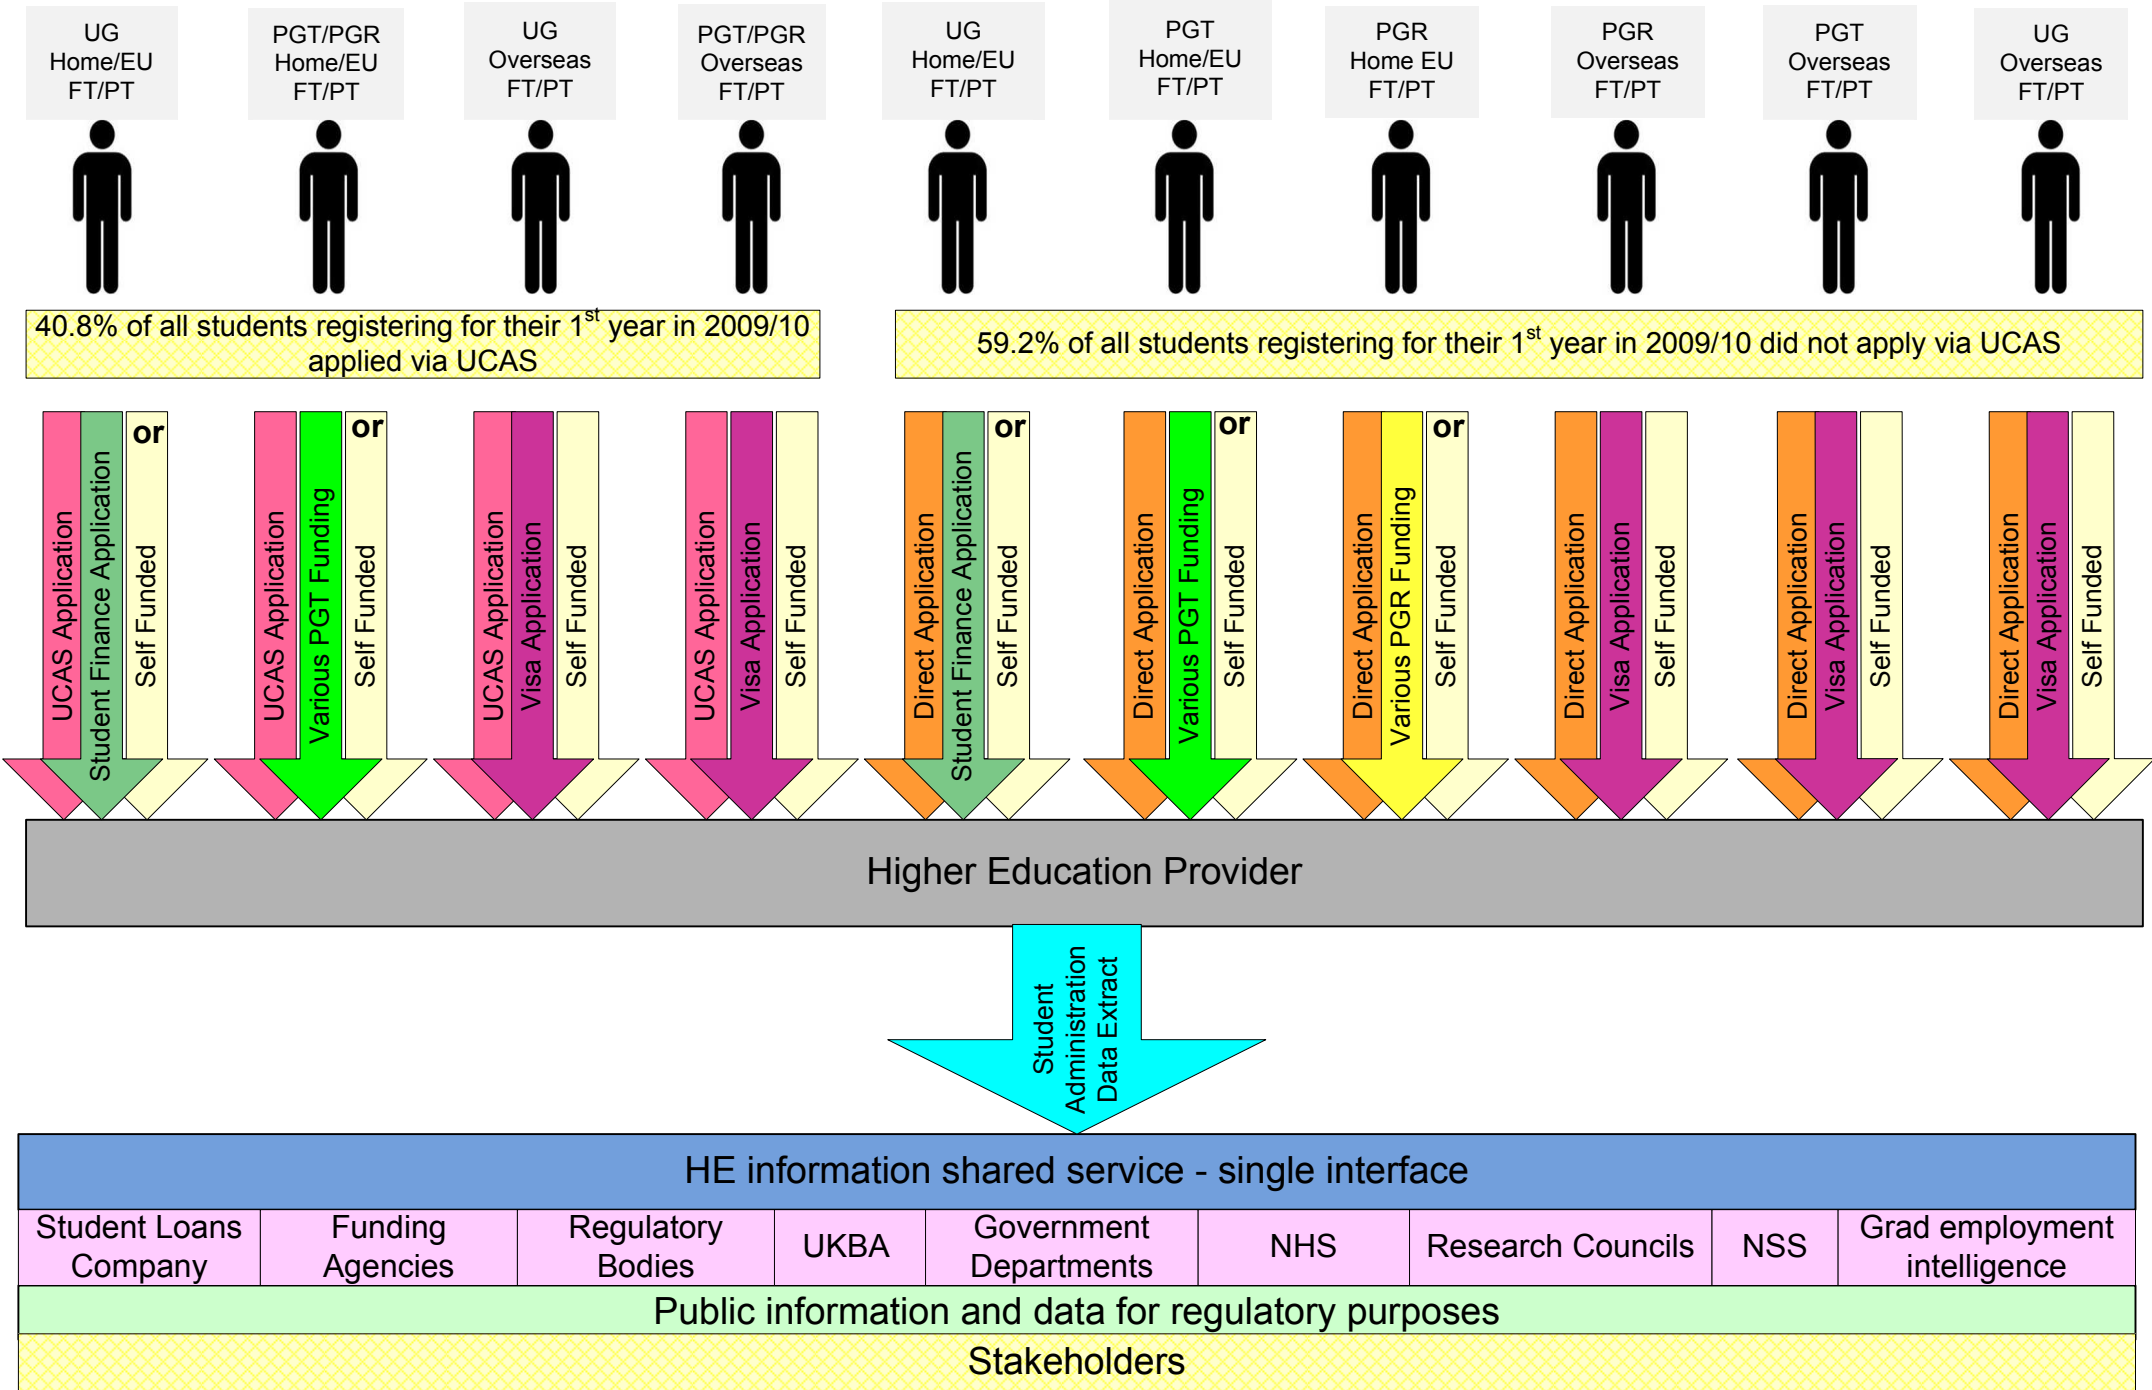 UG
Home/EU
FT/PT
PGT/PGR
Home/EU
FT/PT
UG
Overseas
FT/PT
PGT/PGR
Overseas
FT/PT
UG
Home/EU
FT/PT
PGT
Home/EU
FT/PT
PGR
Home EU
FT/PT
PGR
Overseas
FT/PT
PGT
Overseas
FT/PT
UG
Overseas
FT/PT
40.8% of all students registering for their 1st year in 2009/10
applied via UCAS
59.2% of all students registering for their 1st year in 2009/10 did not apply via UCAS
UCAS Application
Student Finance Application
or
Self Funded
UCAS Application
Various PGT Funding
or
Self Funded
UCAS Application
Visa Application
Self Funded
UCAS Application
Visa Application
Self Funded
Direct Application
Student Finance Application
or
Self Funded
Direct Application
Various PGT Funding
or
Self Funded
Direct Application
Various PGR Funding
or
Self Funded
Direct Application
Visa Application
Self Funded
Direct Application
Visa Application
Self Funded
Direct Application
Visa Application
Self Funded
Higher Education Provider
Student
Administration
Data Extract
HE information shared service - single interface
Student Loans
Company
Funding
Agencies
Regulatory
Bodies
UKBA
Government
Departments
NHS
Research Councils
NSS
Grad employment
intelligence
Public information and data for regulatory purposes
Stakeholders